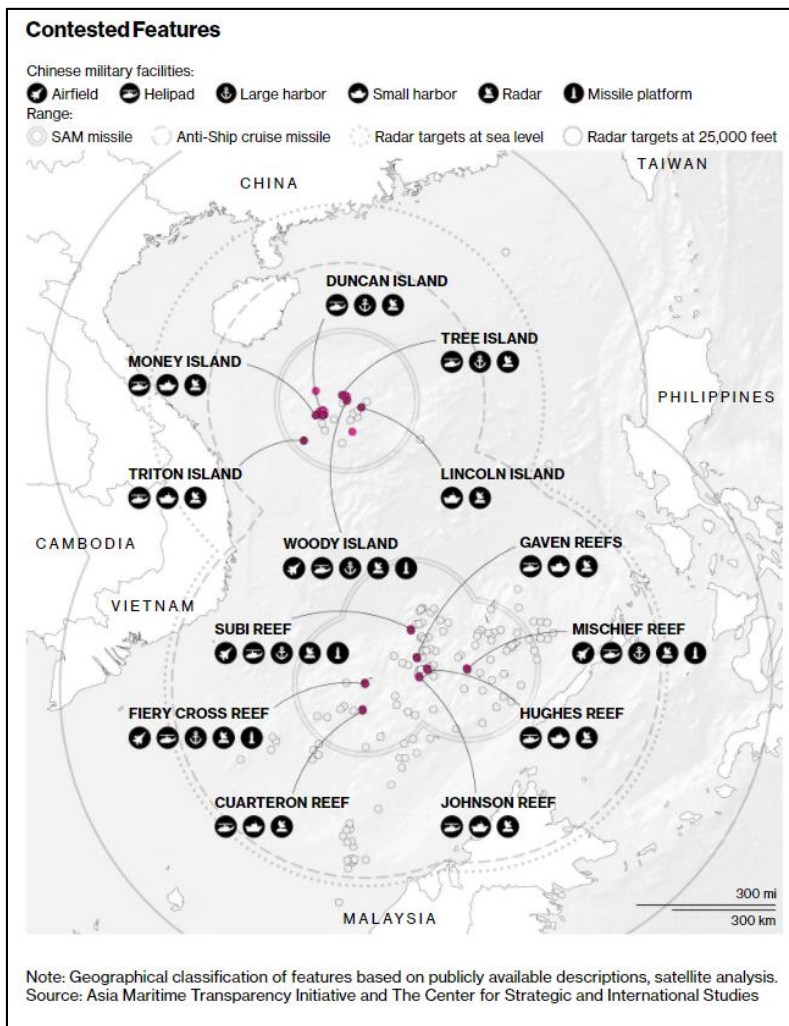 Contested Features
Chinese military facilities:
Airfield Helipad Large harbor Small harbor Radar Missile platform
Range:
SAM missile Anti-Ship cruise missile Radar targets at sea level Radar targets at 25,000 feet
TAIWAN
CHINA
DUNCAN ISLAND
TREE ISLAND
MONEY ISLAND
PHILIPPINES
TRITON ISLAND
LINCOLN ISLAND
CAMBODIA
WOODY ISLAND
GAVEN REEFS
VIETNAM
SUBI REEF
MISCHIEF REEF
FIERY CROSS REEF
HUGHES REEF
CUARTERON REEF
JOHNSON REEF
300 mi
300 km
MALAYSIA
Note: Geographical classification of features based on publicly available descriptions, satellite analysis.
Source: Asia Maritime Transparency Initiative and The Center for Strategic and International Studies